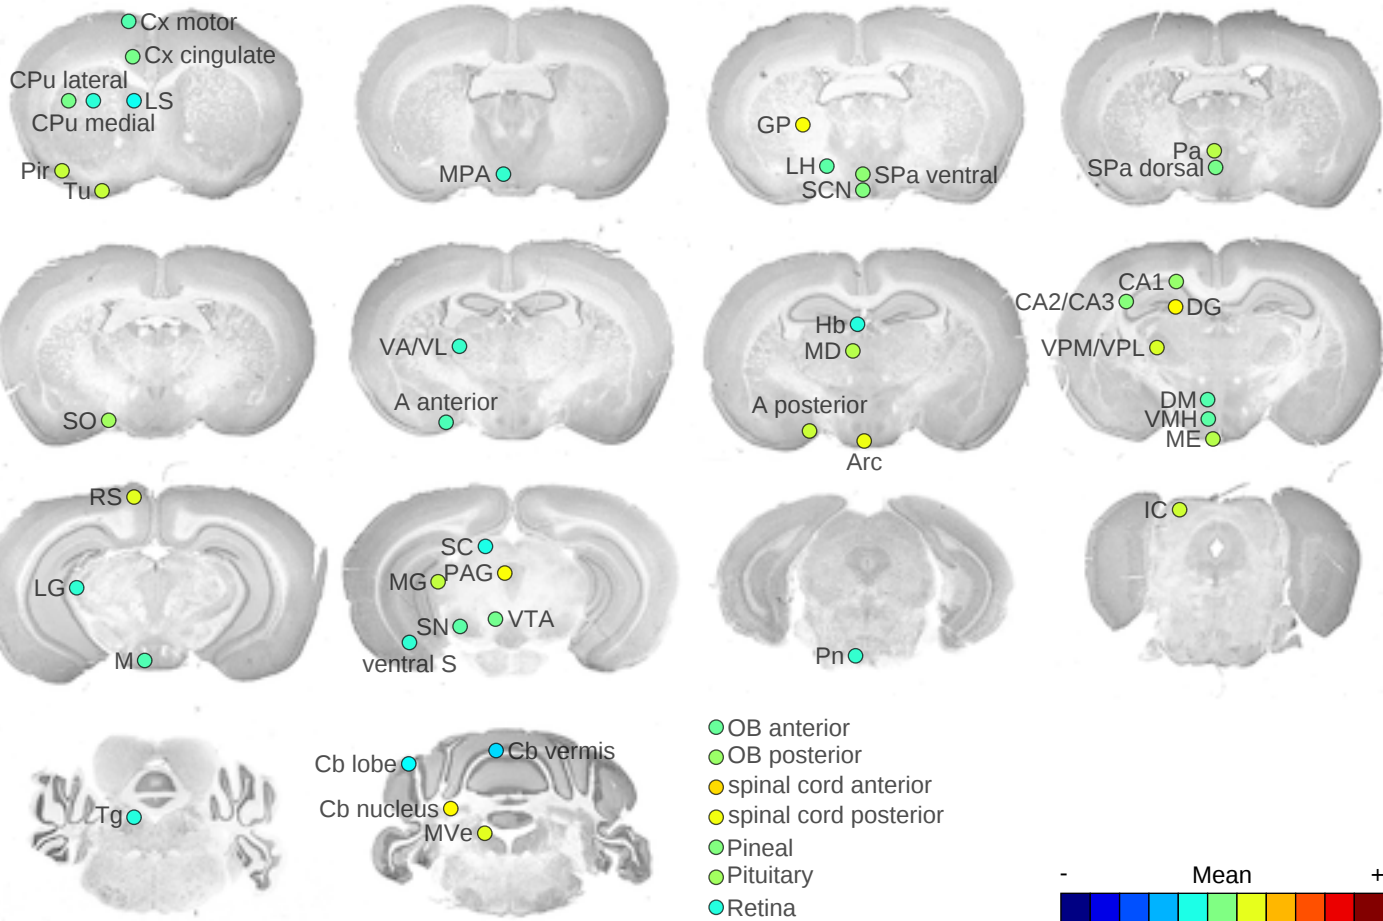 Cx motor
Cx cingulate
CPu lateral
LS
CPu medial
Pir
Tu
MPA
GP
LH
SPa ventral
SCN
Pa
SPa dorsal
SO
VA/VL
A anterior
Hb
MD
A posterior
Arc
CA1
CA2/CA3
DG
VPM/VPL
DM
VMH
ME
RS
LG
M
SC
PAG
MG
VTA
SN
ventral S
Pn
IC
Tg
Cb lobe
Cb vermis
Cb nucleus
MVe
OB anterior
OB posterior
spinal cord anterior
spinal cord posterior
Pineal
Pituitary
Retina
- Mean +